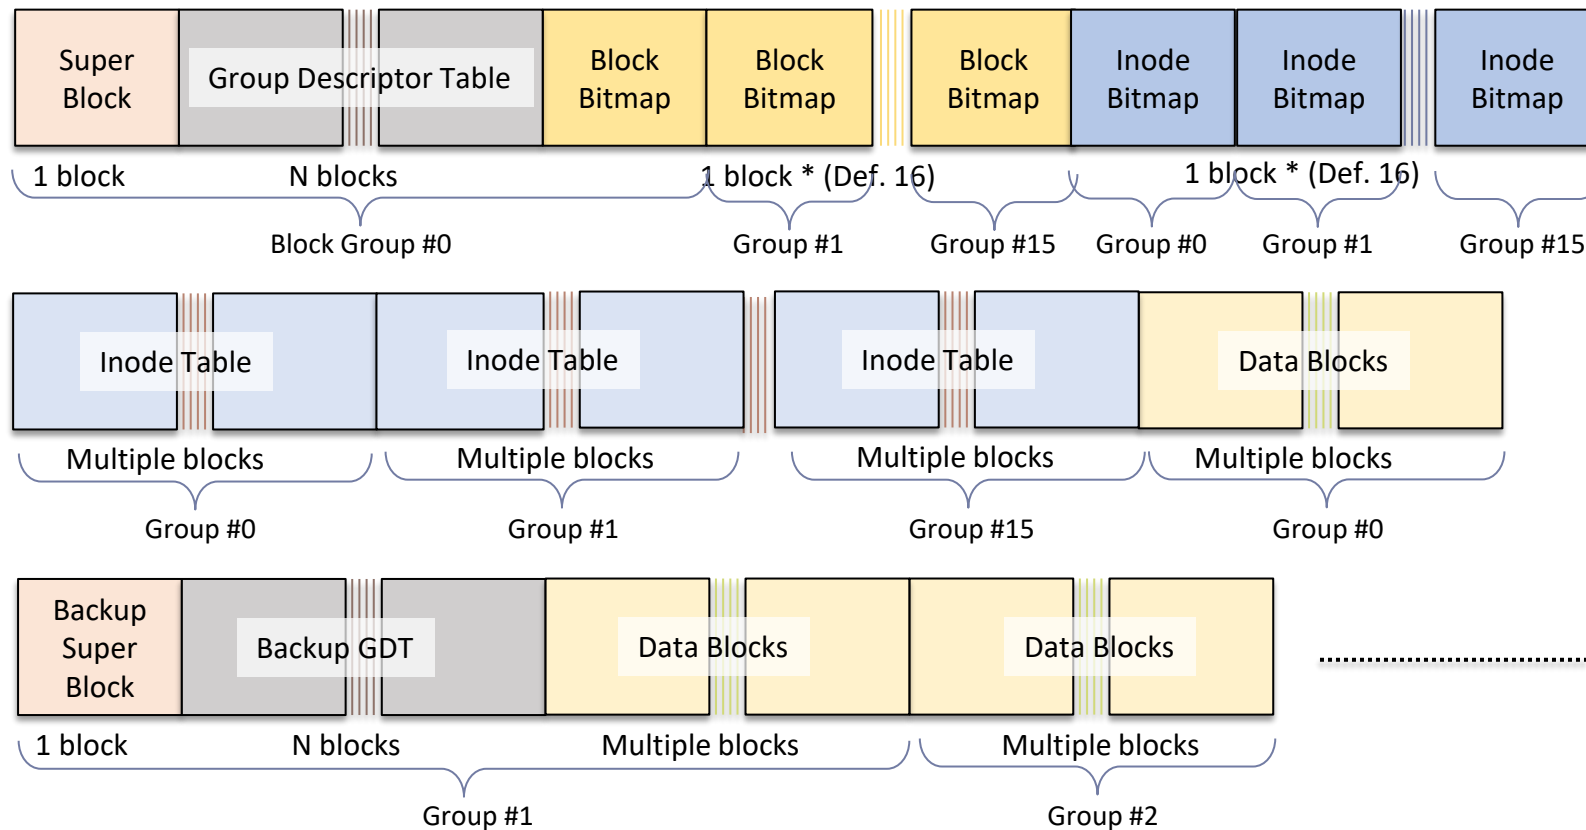 Super
Block
Group Descriptor Table
Block
Bitmap
Block
Bitmap
Block
Bitmap
Inode
Bitmap
Inode
Bitmap
Inode
Bitmap
1 block
N blocks
1 block * (Def. 16)
1 block * (Def. 16)
Block Group #0
Group #1
Group #15
Group #0
Group #1
Group #15
Inode Table
Inode Table
Inode Table
Data Blocks
Multiple blocks
Multiple blocks
Multiple blocks
Multiple blocks
Group #0
Group #1
Group #15
Group #0
Backup
Super
Block
Backup GDT
Data Blocks
Data Blocks
1 block
N blocks
Multiple blocks
Multiple blocks
Group #1
Group #2